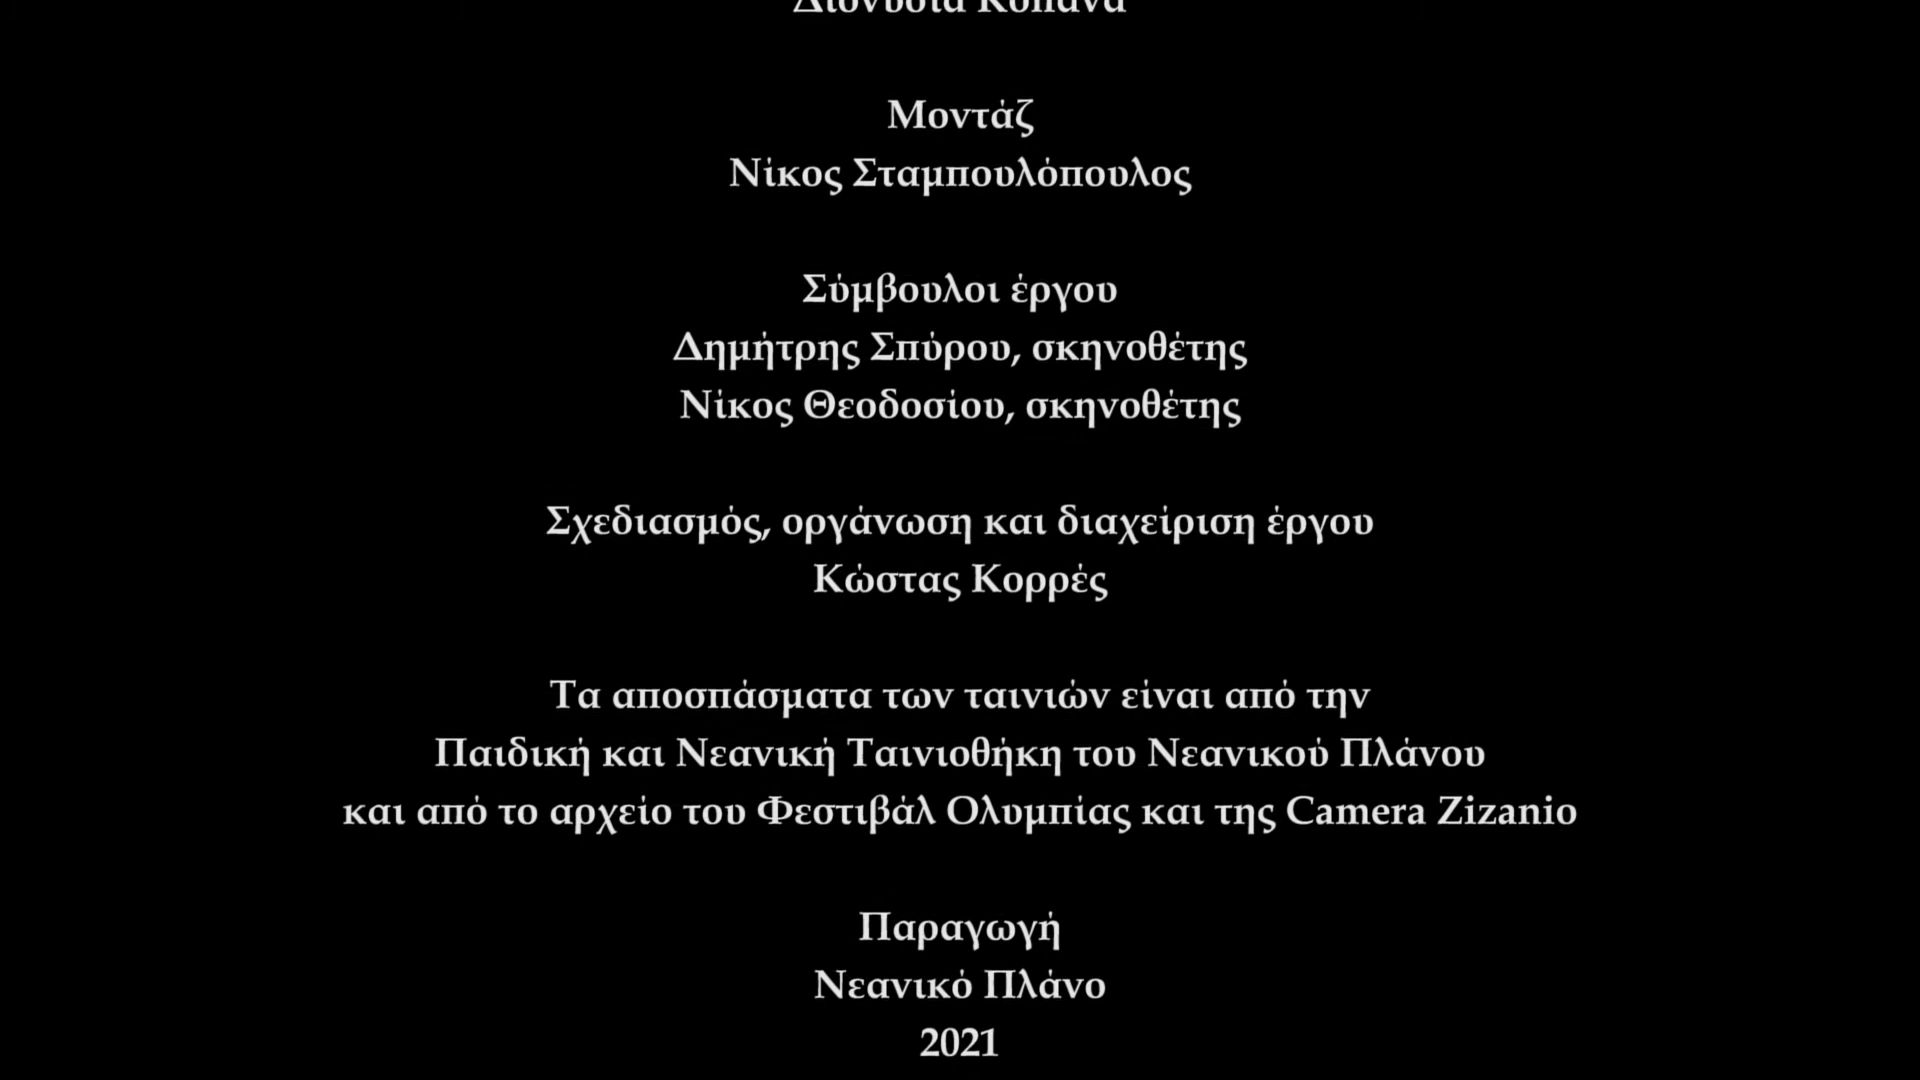 Μοντάζ
Νίκος Σταμπουλόπουλος
Σύμβουλοι έργου
Δημήτρης Σπύρου, σκηνοθέτης
Νίκος Θεοδοσίου, σκηνοθέτης
Σχεδιασμός, οργάνωση και διαχείριση έργου
Κώστας Κορρές
Τα αποσπάσματα των ταινιών είναι από την
Παιδική και Νεανική Ταινιοθήκη του Νεανικού Πλάνου
και από το αρχείο του Φεστιβάλ Ολυμπίας και της Camera Zizanio
Παραγωγή
Νεανικό Πλάνο
2021